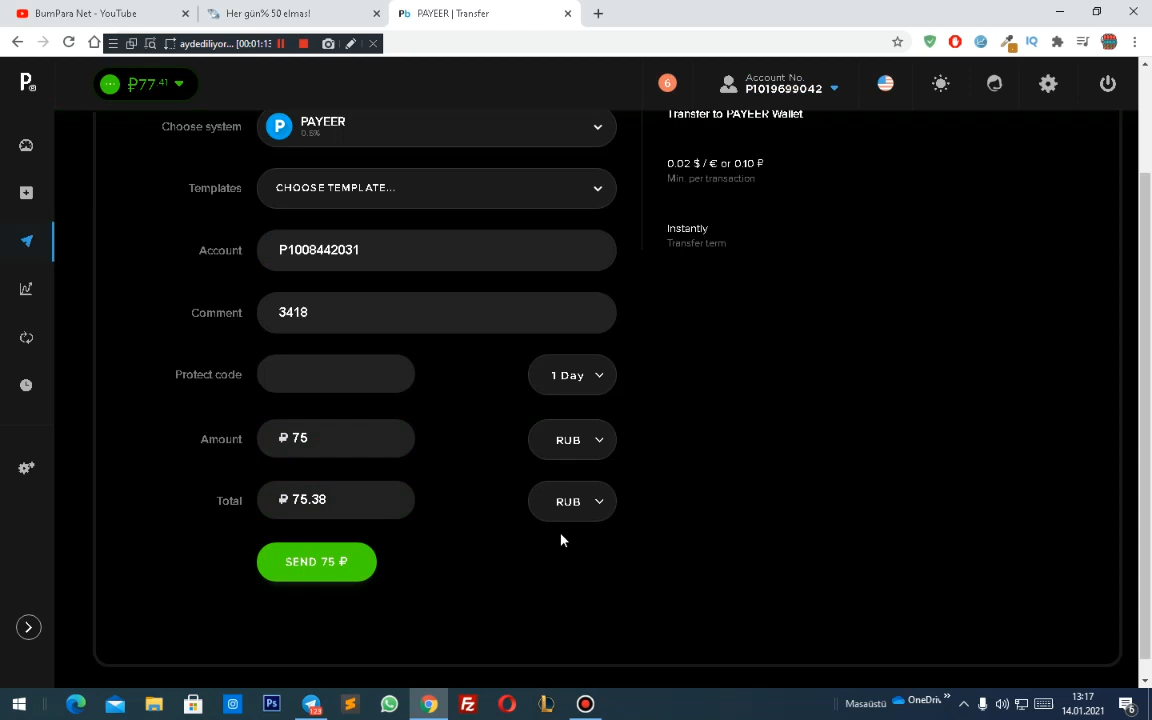 BumPara Net - YouTube
Her gün% 50 elması!
PAYEER | Transfer
aydediliyor... [00:01:13
₽77.41
6
Account No.
P1019699042
Choose system
PAYEER
0.5%
Transfer to PAYEER Wallet
0.02 $ / € or 0.10 ₽
Min. per transaction
Templates
CHOOSE TEMPLATE...
Instantly
Transfer term
Account
P1008442031
Comment
3418
Protect code
1 Day
Amount
₽ 75
RUB
Total
₽ 75.38
RUB
SEND 75 ₽
Masaüstü
OneDriv
13:17
14.01.2021